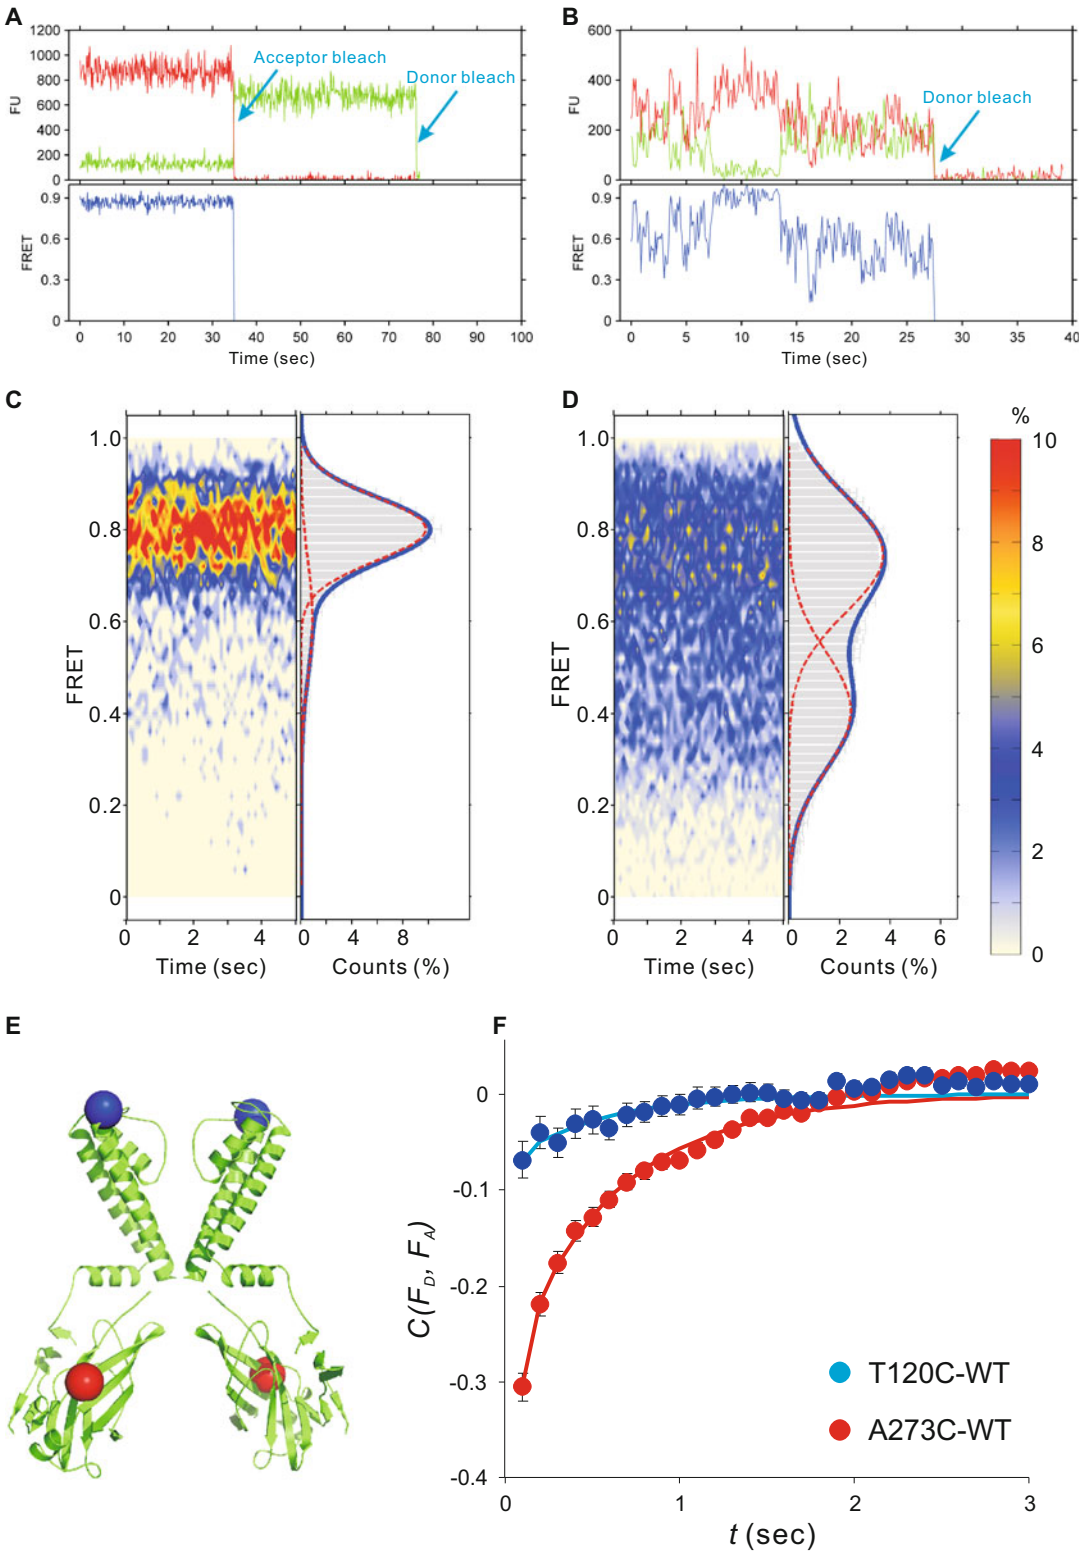 A
1200
1000
800
600
400
200
0
FU
Acceptor bleach
Donor bleach
0.9
0.6
0.3
0
FRET
0 10 20 30 40 50 60 70 80 90 100
Time (sec)
B
600
400
200
0
FU
Donor bleach
0.9
0.6
0.3
0
FRET
0 5 10 15 20 25 30 35 40
Time (sec)
C
1.0
0.8
0.6
0.4
0.2
0
FRET
0 2 4
Time (sec)
0 4 8
Counts (%)
D
1.0
0.8
0.6
0.4
0.2
0
FRET
0 2 4
Time (sec)
0 2 4 6
Counts (%)
%
10
8
6
4
2
0
E
F
0
-0.1
-0.2
-0.3
-0.4
C(F_D, F_A)
T120C-WT
A273C-WT
0 1 2 3
t (sec)